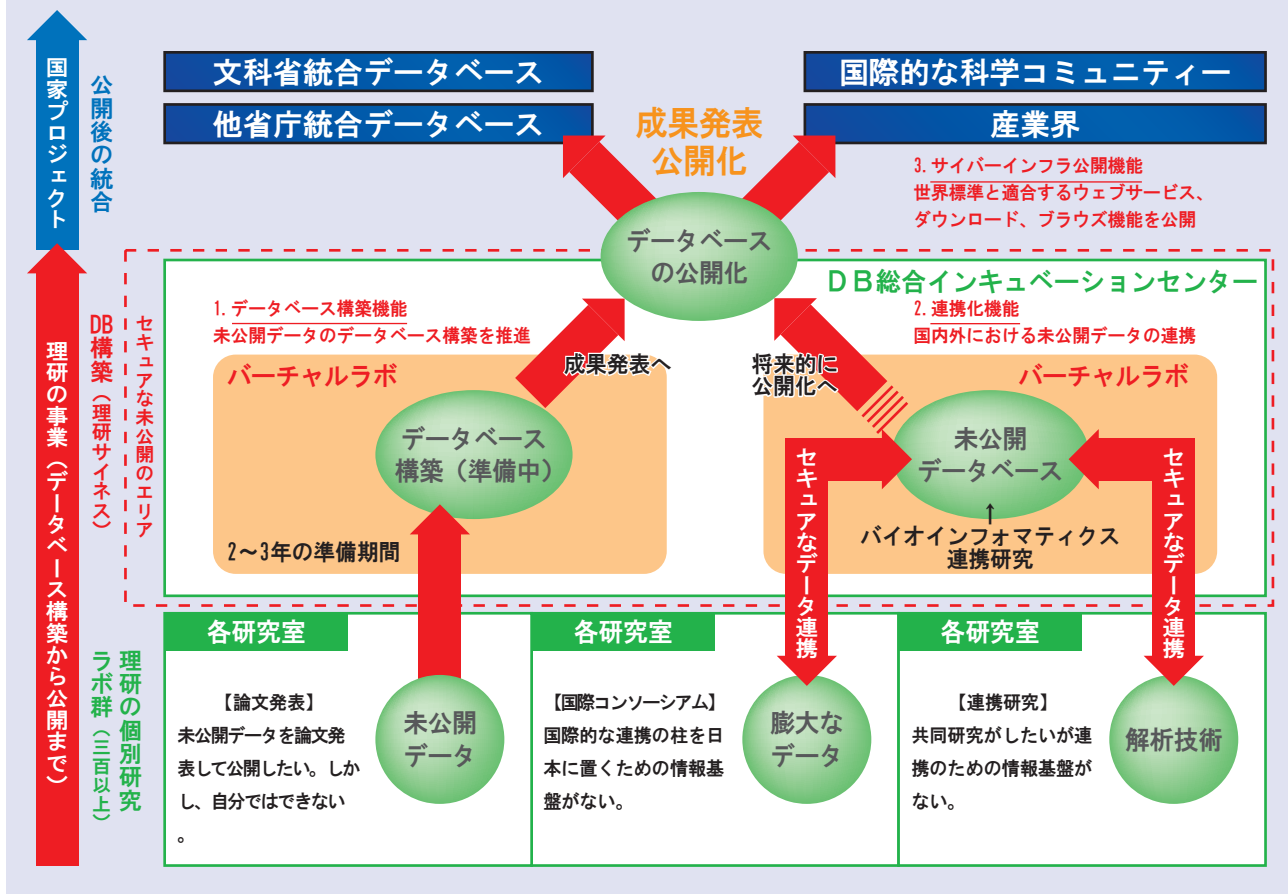 国家プロジェクト
公開後の統合
文科省統合データベース
他省庁統合データベース
国際的な科学コミュニティー
産業界
成果発表
公開化
3. サイバーインフラ公開機能
世界標準と適合するウェブサービス、
ダウンロード、ブラウズ機能を公開
データベース
の公開化
理研の事業（データベース構築から公開まで）
DB構築（理研サイネス）
セキュアな未公開のエリア
DB総合インキュベーションセンター
1. データベース構築機能
未公開データのデータベース構築を推進
2. 連携化機能
国内外における未公開データの連携
成果発表へ
将来的に
公開化へ
バーチャルラボ
データベース
構築（準備中）
2〜3年の準備期間
バーチャルラボ
未公開
データベース
↑
バイオインフォマティクス
連携研究
セキュアなデータ連携
セキュアなデータ連携
理研の個別研究
ラボ群（三百以上）
各研究室
【論文発表】
未公開データを論文発
表して公開したい。しか
し、自分ではできない
。
未公開
データ
各研究室
【国際コンソーシアム】
国際的な連携の柱を日
本に置くための情報基
盤がない。
膨大な
データ
各研究室
【連携研究】
共同研究がしたいが連
携のための情報基盤が
ない。
解析技術